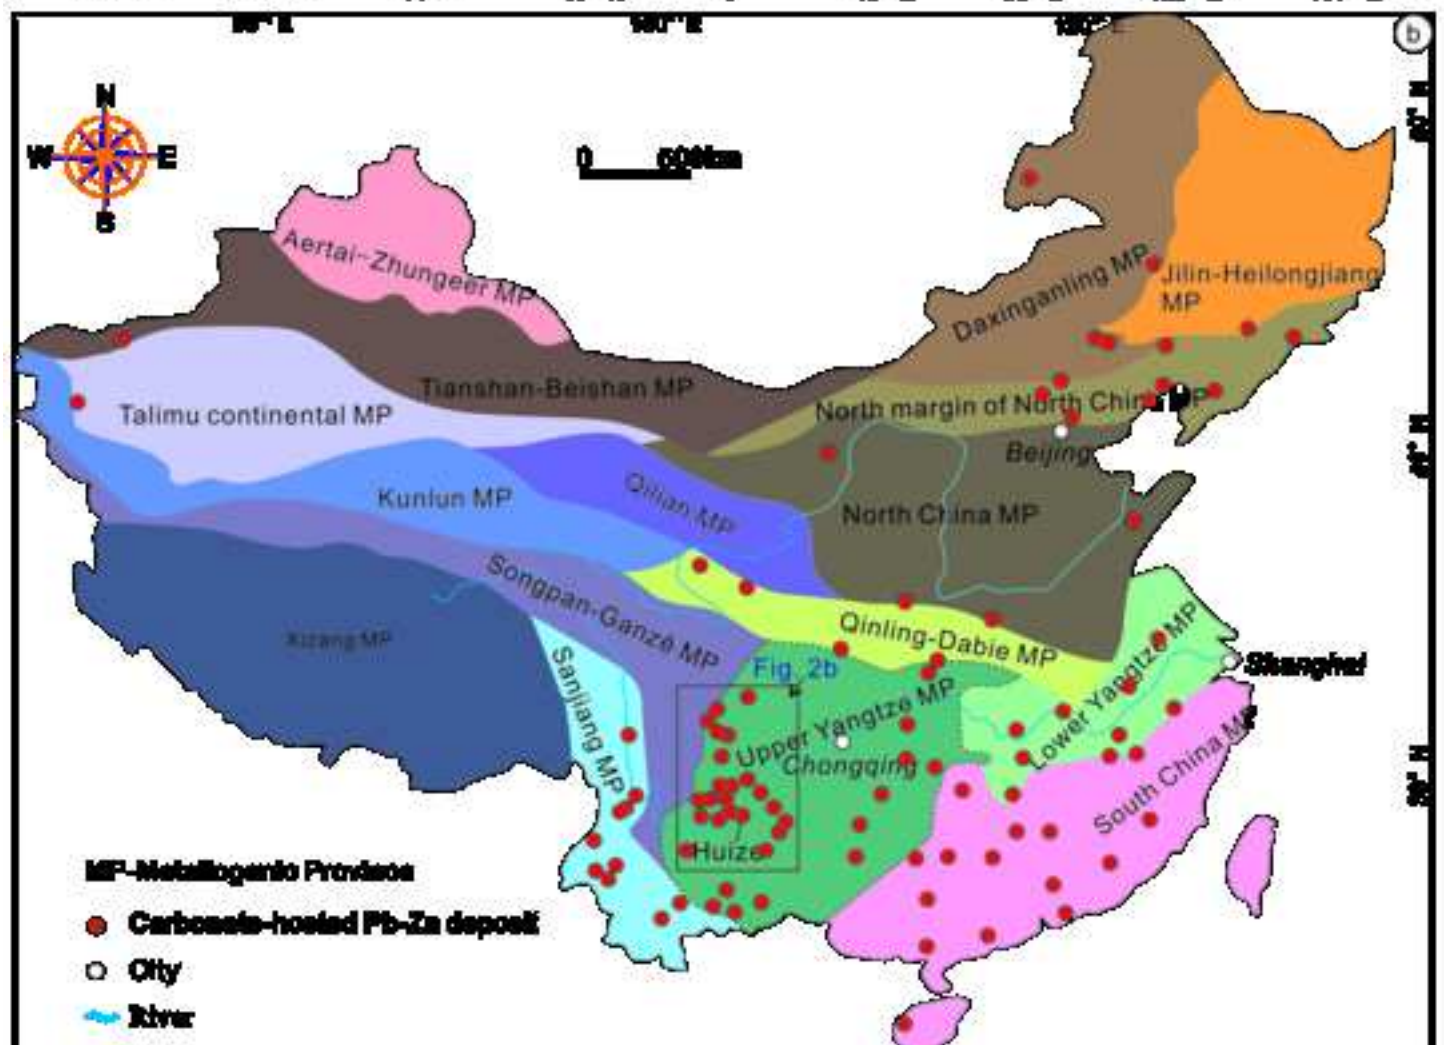 b
N
W E
S
0 500km
Aertai-Zhungeer MP
Daxinganling MP
Jilin-Heilongjiang
MP
Tianshan-Beishan MP
Talimu continental MP
North margin of North China MP
Beijing
Kunlun MP
Qilian MP
North China MP
Songpan-Ganzê MP
Xizang MP
Qinling-Dabie MP
Sanjiang MP
Fig. 2b
Upper Yangtze MP
Lower Yangtze MP
Shanghai
Chongqing
South China MP
Huize
MP-Metallogenic Province
Carbonate-hosted Pb-Zn deposit
City
River